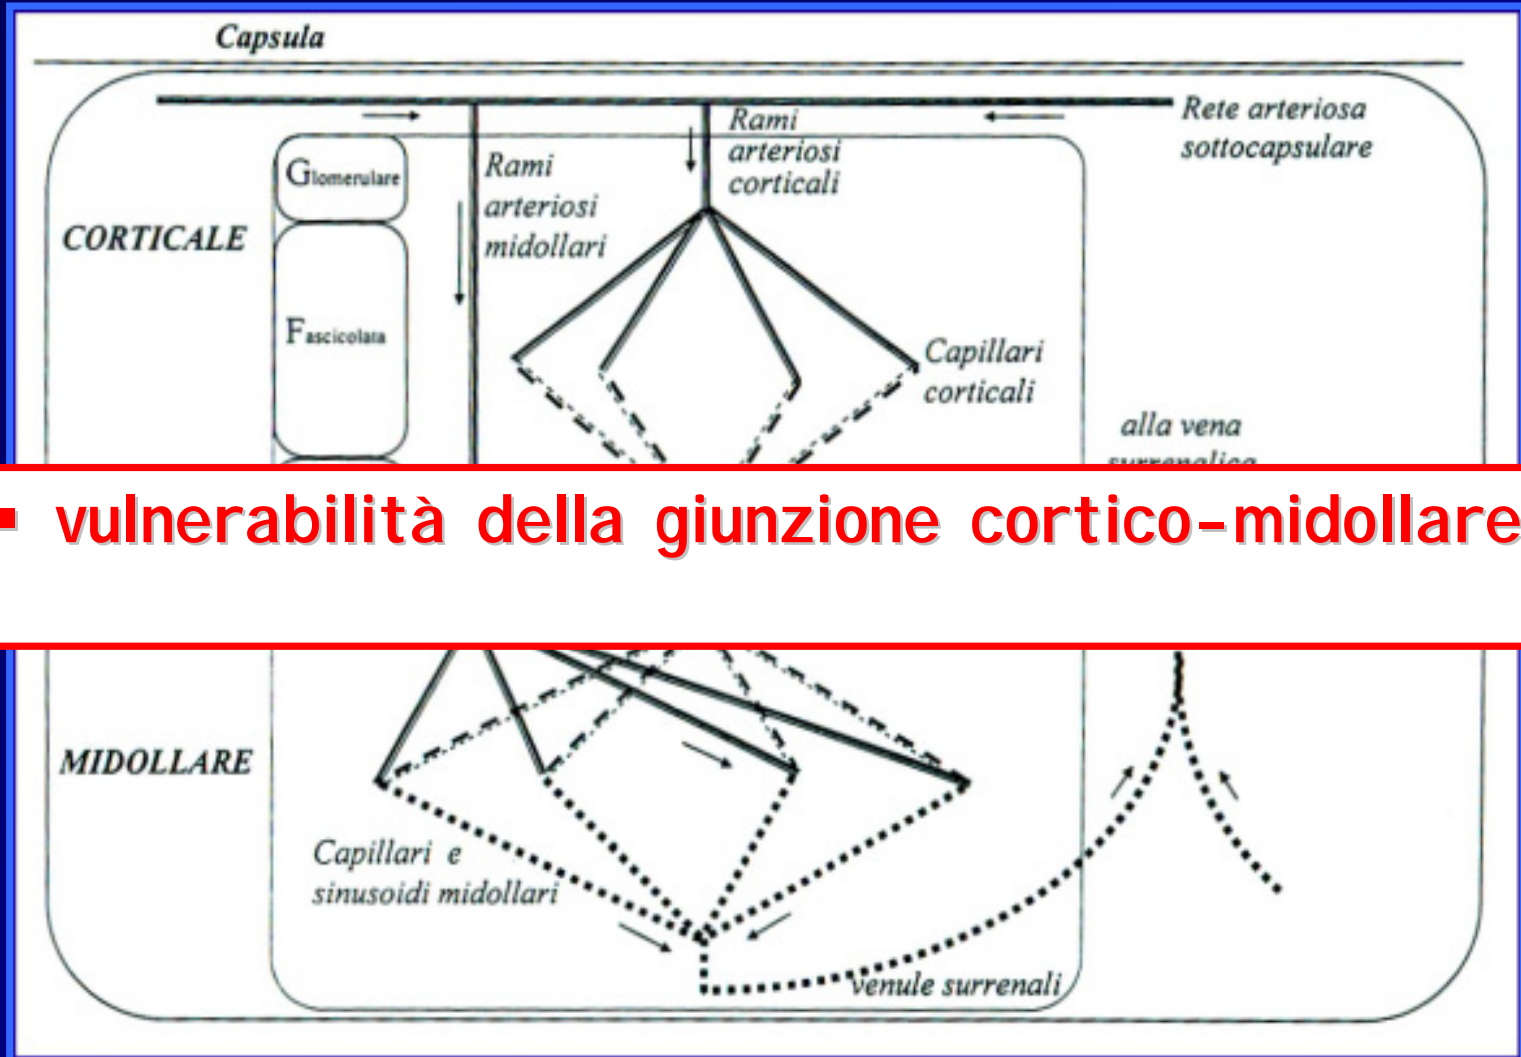 Capsula
Rete arteriosa
sottocapsulare
Rami
arteriosi
corticali
Glomerulare
Rami
arteriosi
midollari
CORTICALE
Fascicolata
Capillari
corticali
alla vena
surrenalica
▪ vulnerabilità della giunzione cortico-midollare
MIDOLLARE
Capillari e
sinusoidi midollari
venule surrenali